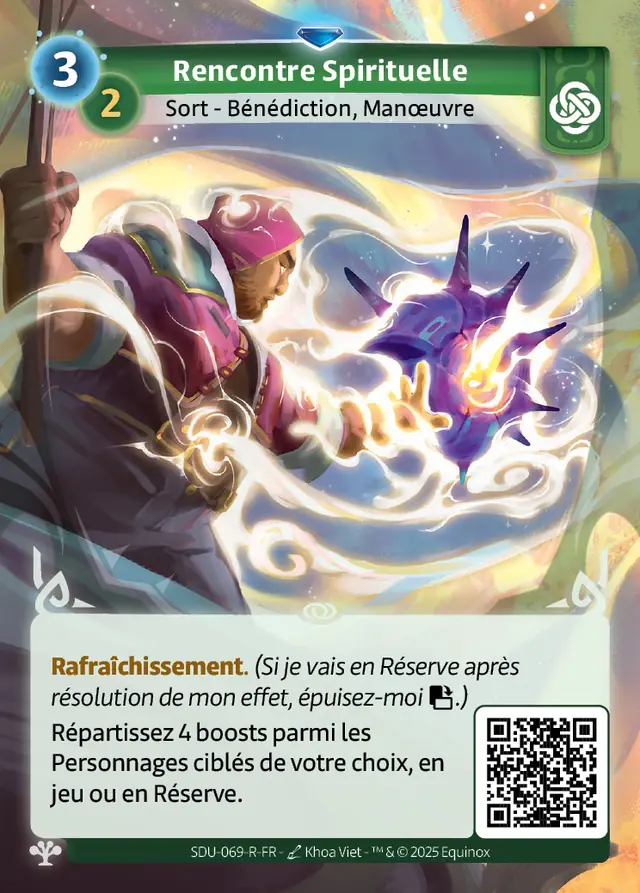 3
Rencontre Spirituelle
2
Sort - Bénédiction, Manœuvre
Rafraîchissement. (Si je vais en Réserve après
résolution de mon effet, épuisez-moi .)
Répartissez 4 boosts parmi les
Personnages ciblés de votre choix, en
jeu ou en Réserve.
SDU-069-R-FR - Khoa Viet - ™ & © 2025 Equinox